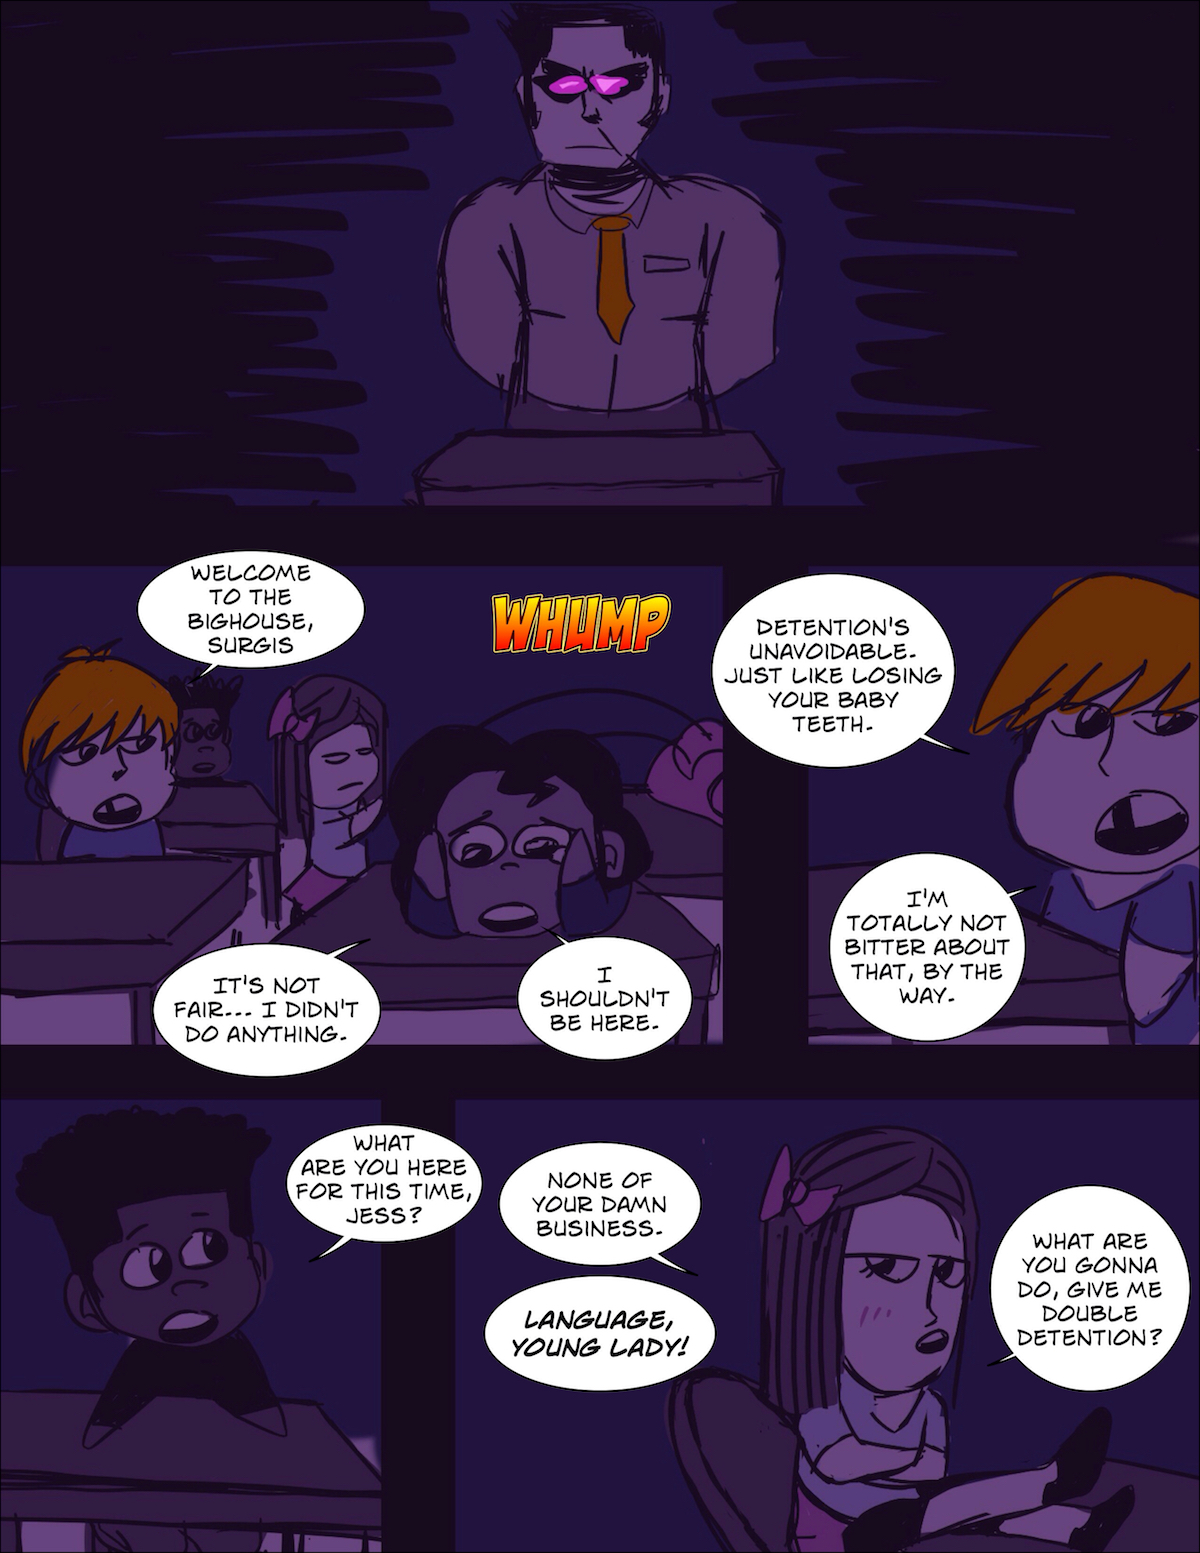 WELCOME
TO THE
BIGHOUSE,
SURGIS
WHUMP
IT'S NOT
FAIR... I DIDN'T
DO ANYTHING.
I
SHOULDN'T
BE HERE.
DETENTION'S
UNAVOIDABLE.
JUST LIKE LOSING
YOUR BABY
TEETH.
I'M
TOTALLY NOT
BITTER ABOUT
THAT, BY THE
WAY.
WHAT
ARE YOU HERE
FOR THIS TIME,
JESS?
NONE OF
YOUR DAMN
BUSINESS.
LANGUAGE,
YOUNG LADY!
WHAT ARE
YOU GONNA
DO, GIVE ME
DOUBLE
DETENTION?